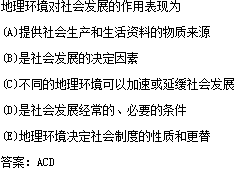 地理环境对社会发展的作用表现为
(A)提供社会生产和生活资料的物质来源
(B)是社会发展的决定因素
(C)不同的地理环境可以加速或延缓社会发展
(D)是社会发展经常的、必要的条件
(E)地理环境决定社会制度的性质和更替
答案：ACD